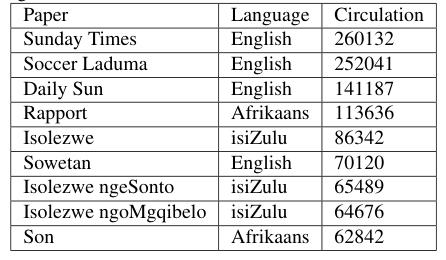 Paper Language Circulation
Sunday Times English 260132
Soccer Laduma English 252041
Daily Sun English 141187
Rapport Afrikaans 113636
Isolezwe isiZulu 86342
Sowetan English 70120
Isolezwe ngeSonto isiZulu 65489
Isolezwe ngoMgqibelo isiZulu 64676
Son Afrikaans 62842